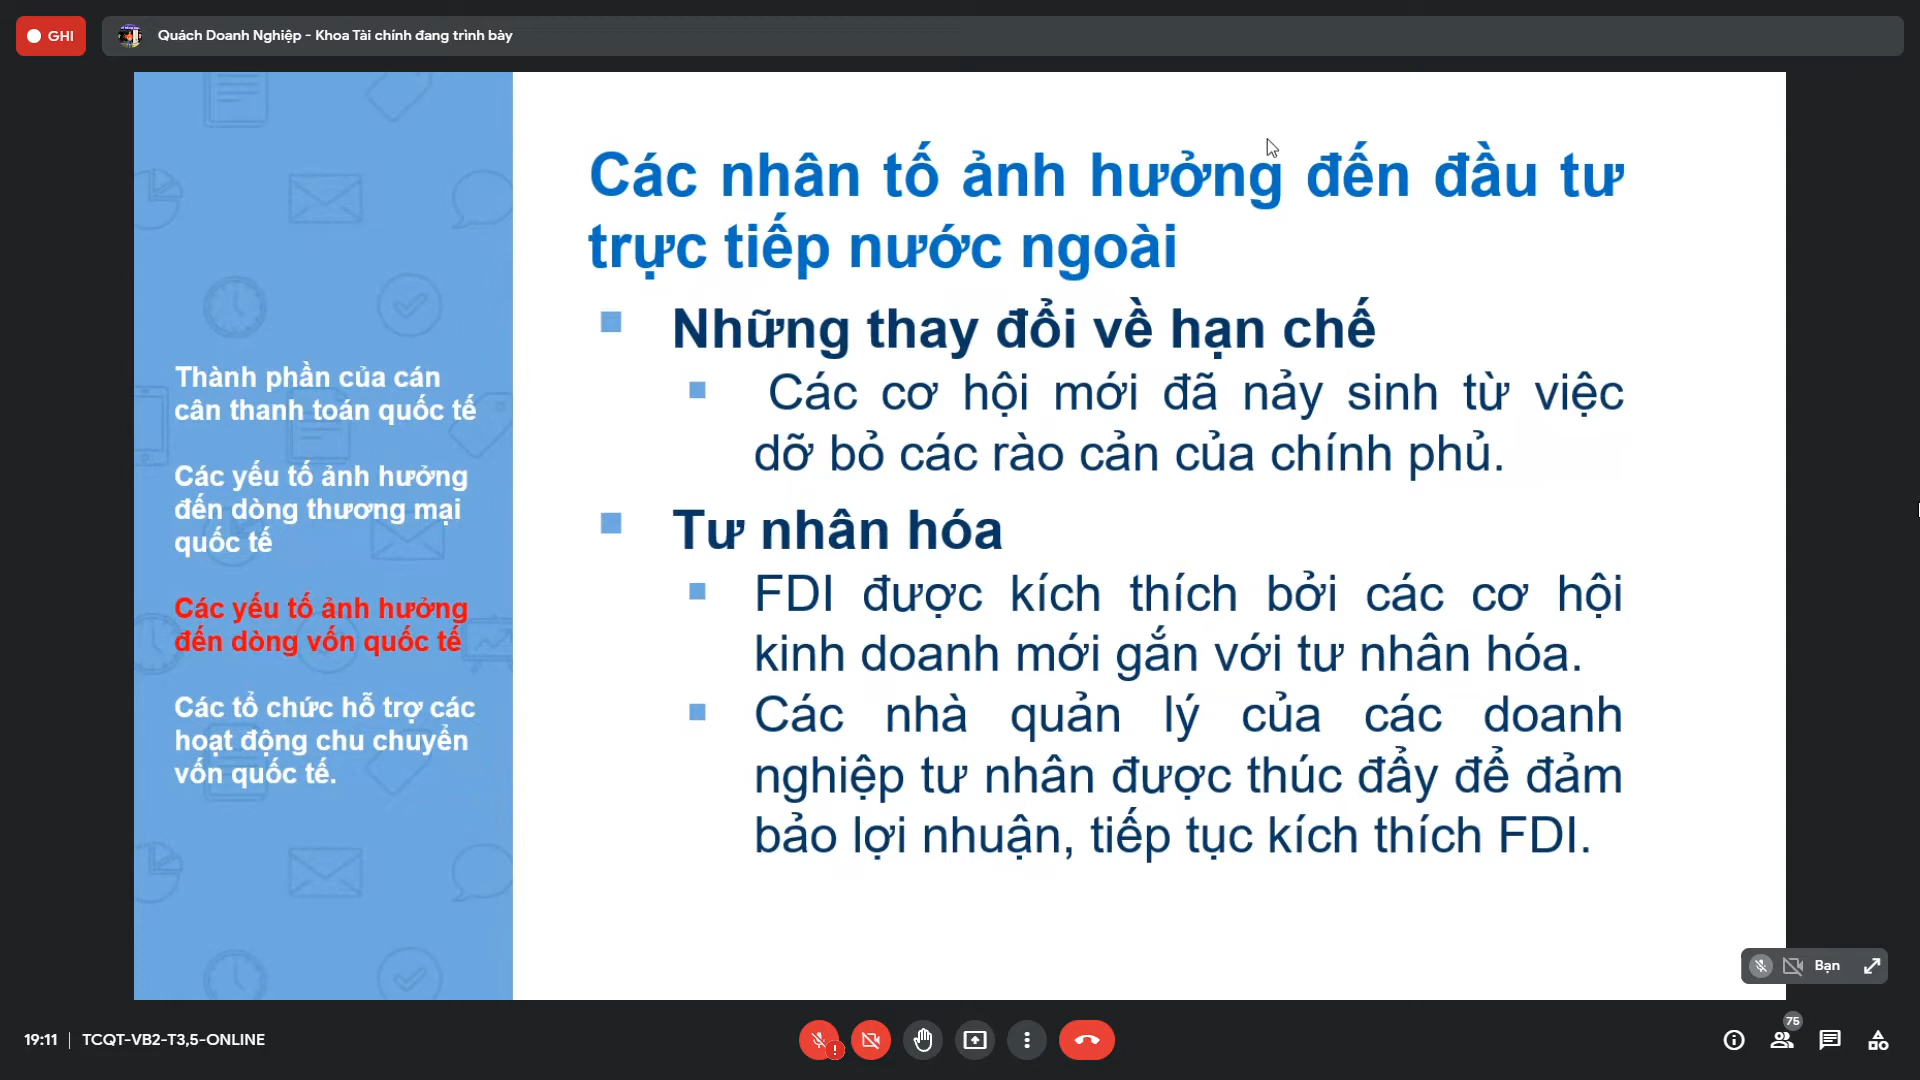 GHI
Quách Doanh Nghiệp - Khoa Tài chính đang trình bày
Thành phần của cán
cân thanh toán quốc tế
Các yếu tố ảnh hưởng
đến dòng thương mại
quốc tế
Các yếu tố ảnh hưởng
đến dòng vốn quốc tế
Các tổ chức hỗ trợ các
hoạt động chu chuyển
vốn quốc tế.
Các nhân tố ảnh hưởng đến đầu tư
trực tiếp nước ngoài
Những thay đổi về hạn chế
Các cơ hội mới đã nảy sinh từ việc
dỡ bỏ các rào cản của chính phủ.
Tư nhân hóa
FDI được kích thích bởi các cơ hội
kinh doanh mới gắn với tư nhân hóa.
Các nhà quản lý của các doanh
nghiệp tư nhân được thúc đẩy để đảm
bảo lợi nhuận, tiếp tục kích thích FDI.
Bạn
19:11 | TCQT-VB2-T3,5-ONLINE
75